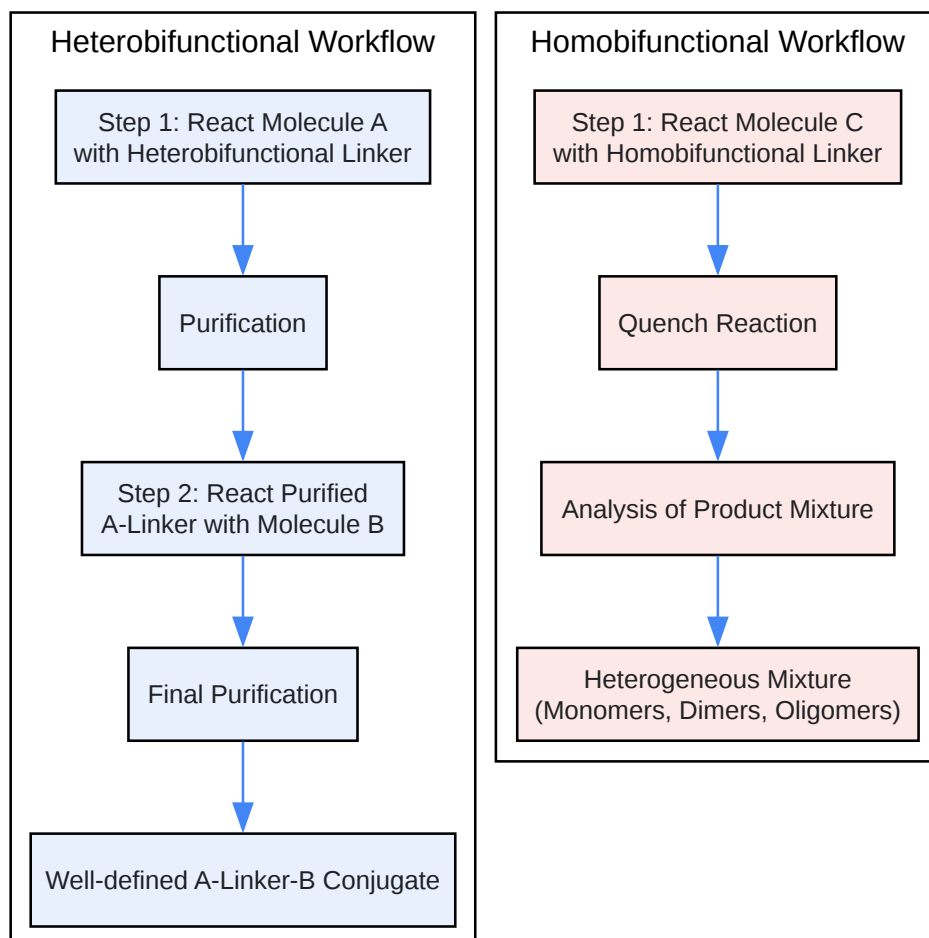 Heterobifunctional Workflow
Step 1: React Molecule A
with Heterobifunctional Linker
Purification
Step 2: React Purified
A-Linker with Molecule B
Final Purification
Well-defined A-Linker-B Conjugate
Homobifunctional Workflow
Step 1: React Molecule C
with Homobifunctional Linker
Quench Reaction
Analysis of Product Mixture
Heterogeneous Mixture
(Monomers, Dimers, Oligomers)